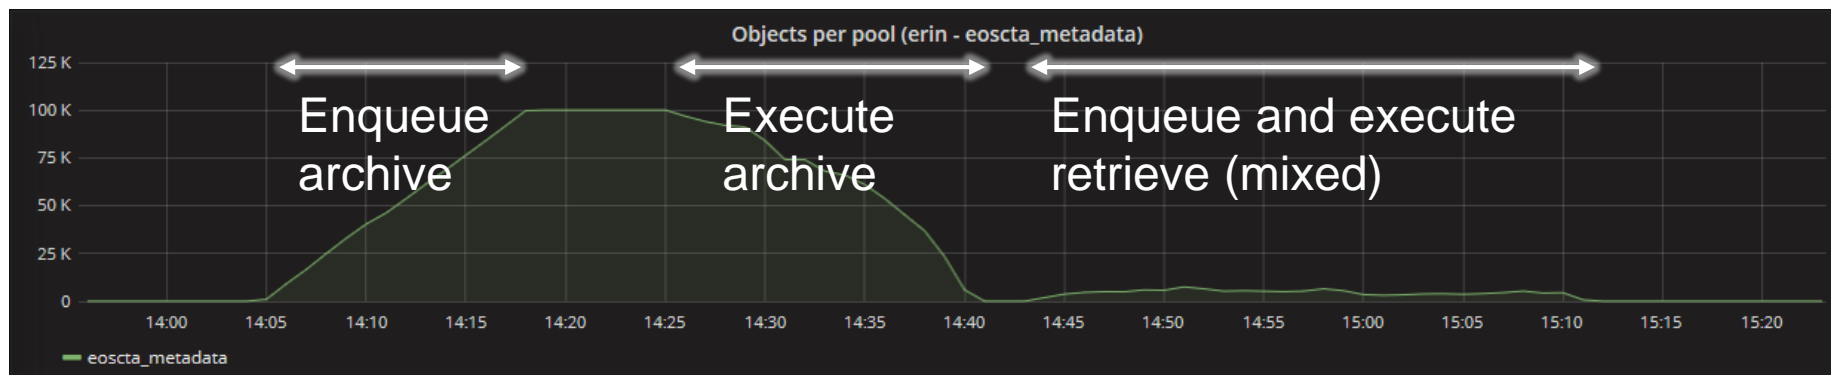 Objects per pool (erin - eoscta_metadata)
125 K
100 K
75 K
50 K
25 K
0
Enqueue
archive
Execute
archive
Enqueue and execute
retrieve (mixed)
14:00 14:05 14:10 14:15 14:20 14:25 14:30 14:35 14:40 14:45 14:50 14:55 15:00 15:05 15:10 15:15 15:20
eoscta_metadata